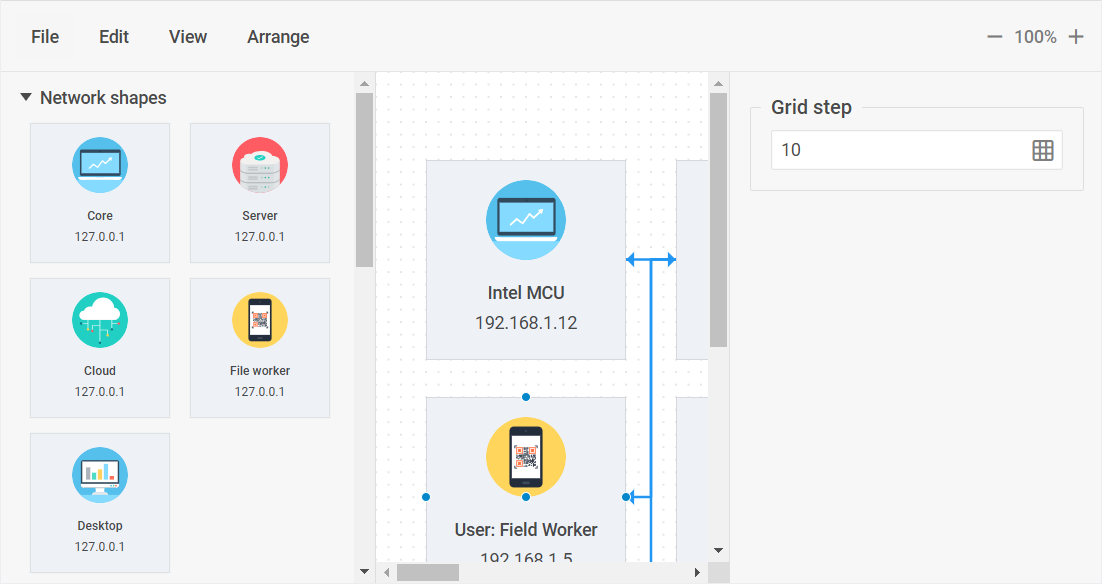 File Edit View Arrange 100%
Network shapes
Core
127.0.0.1
Server
127.0.0.1
Cloud
127.0.0.1
File worker
127.0.0.1
Desktop
127.0.0.1
Intel MCU
192.168.1.12
User: Field Worker
192.168.1.5
Grid step
10